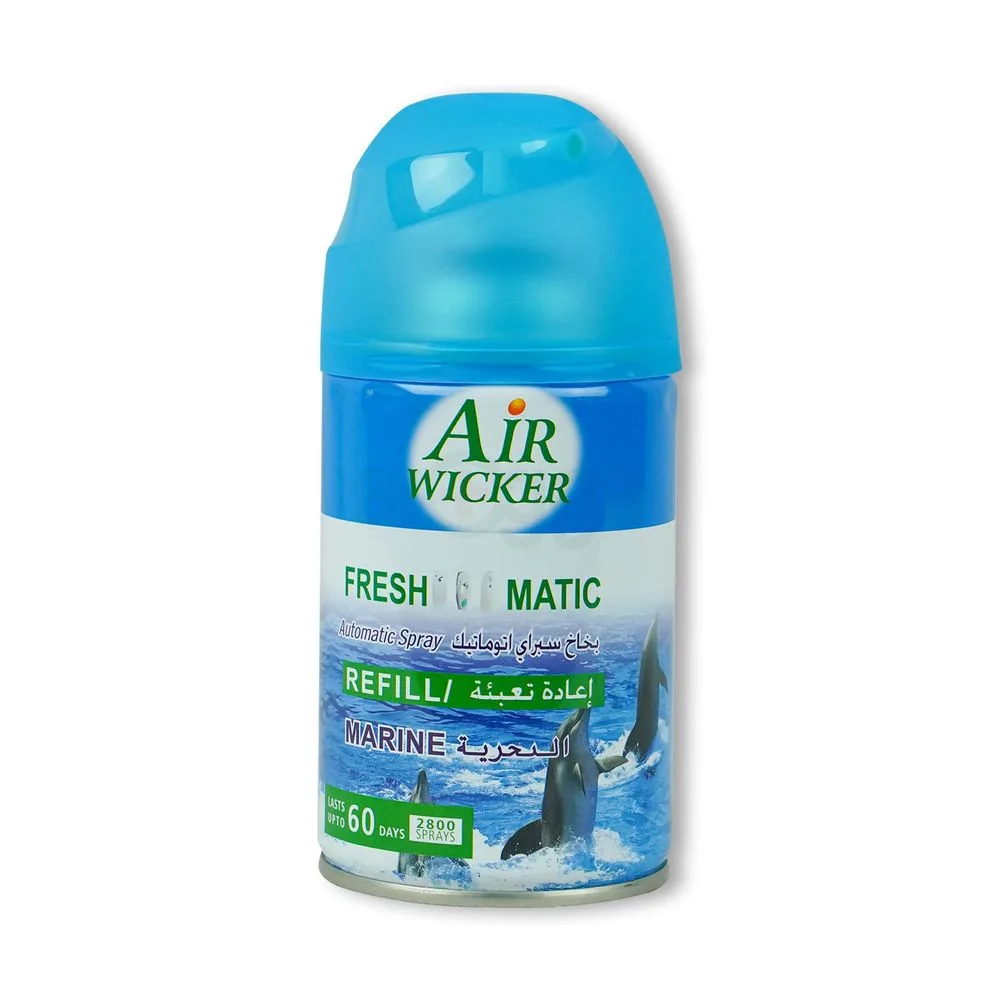 AiR
WICKER
FRESH MATIC
Automatic Spray بخاخ سبراي اتوماتيك
REFILL/ إعادة تعبئة
MARINE البحرية
LASTS UPTO 60 DAYS 2800 SPRAYS